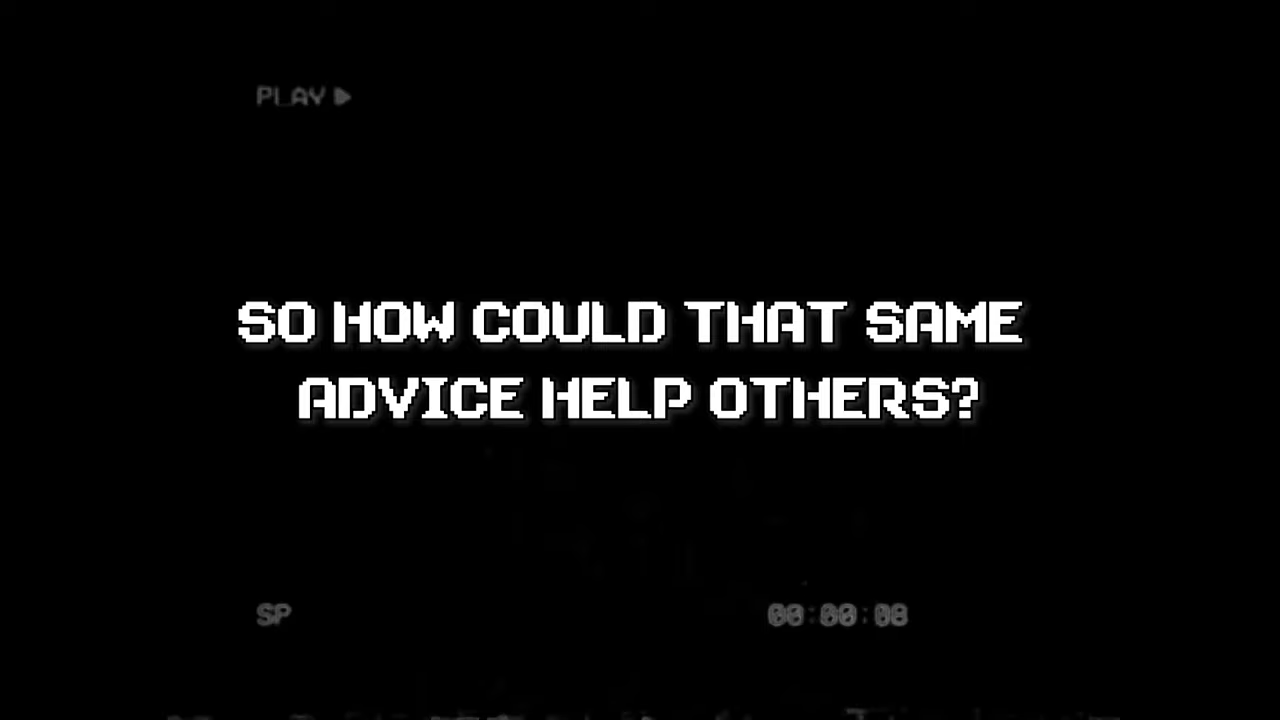 PLAY ▶
SO HOW COULD THAT SAME
ADVICE HELP OTHERS?
SP
00:00:08